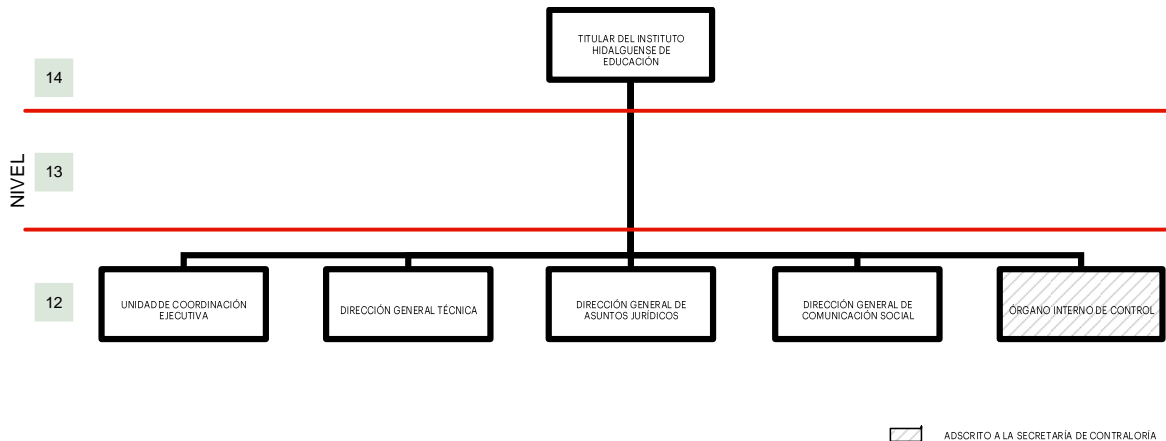 TITULAR DEL INSTITUTO
HIDALGUENSE DE
EDUCACIÓN
14
NIVEL
13
12
UNIDAD DE COORDINACIÓN
EJECUTIVA
DIRECCIÓN GENERAL TÉCNICA
DIRECCIÓN GENERAL DE
ASUNTOS JURÍDICOS
DIRECCIÓN GENERAL DE
COMUNICACIÓN SOCIAL
ÓRGANO INTERNO DE CONTROL
ADSCRITO A LA SECRETARÍA DE CONTRALORÍA